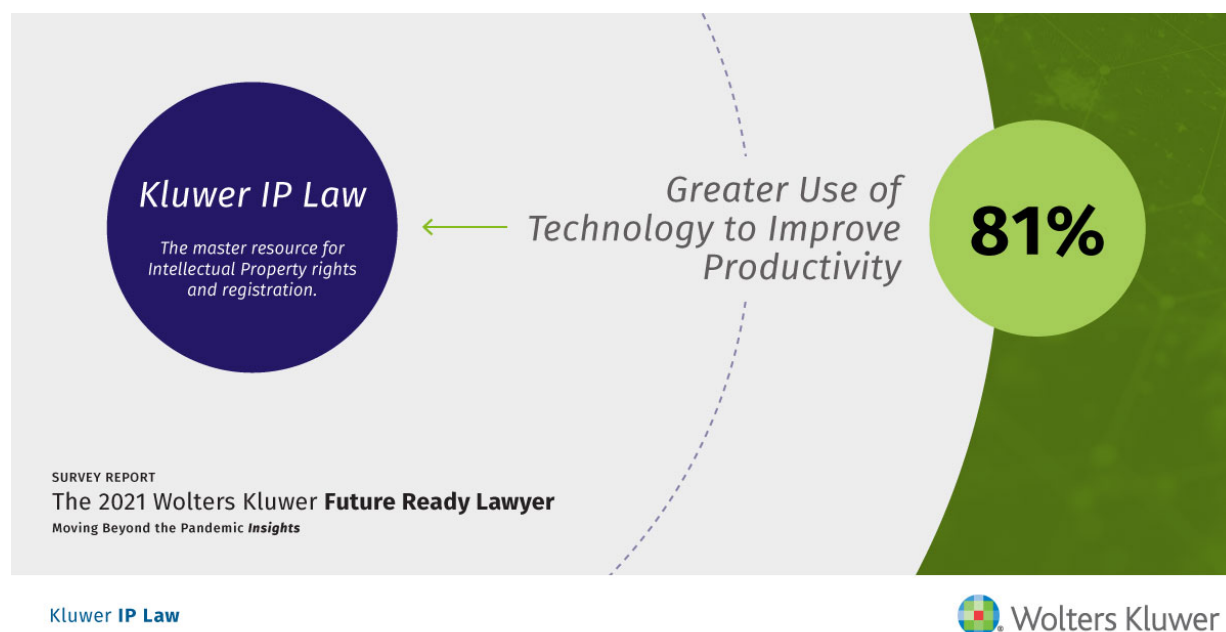 Kluwer IP Law
The master resource for
Intellectual Property rights
and registration.
Greater Use of
Technology to Improve
Productivity
81%
SURVEY REPORT
The 2021 Wolters Kluwer Future Ready Lawyer
Moving Beyond the Pandemic Insights
Kluwer IP Law
Wolters Kluwer